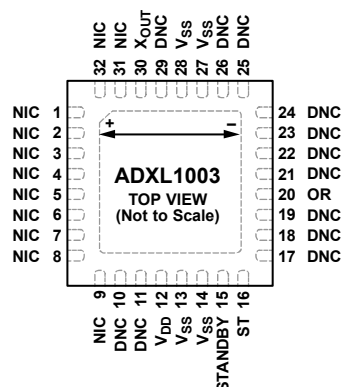 32 NIC
31 NIC
30 XOUT
29 DNC
28 VSS
27 VSS
26 DNC
25 DNC
NIC 1
NIC 2
NIC 3
NIC 4
NIC 5
NIC 6
NIC 7
NIC 8
+ –
ADXL1003
TOP VIEW
(Not to Scale)
24 DNC
23 DNC
22 DNC
21 DNC
20 OR
19 DNC
18 DNC
17 DNC
NIC 9
DNC 10
DNC 11
VDD 12
VSS 13
VSS 14
STANDBY 15
ST 16